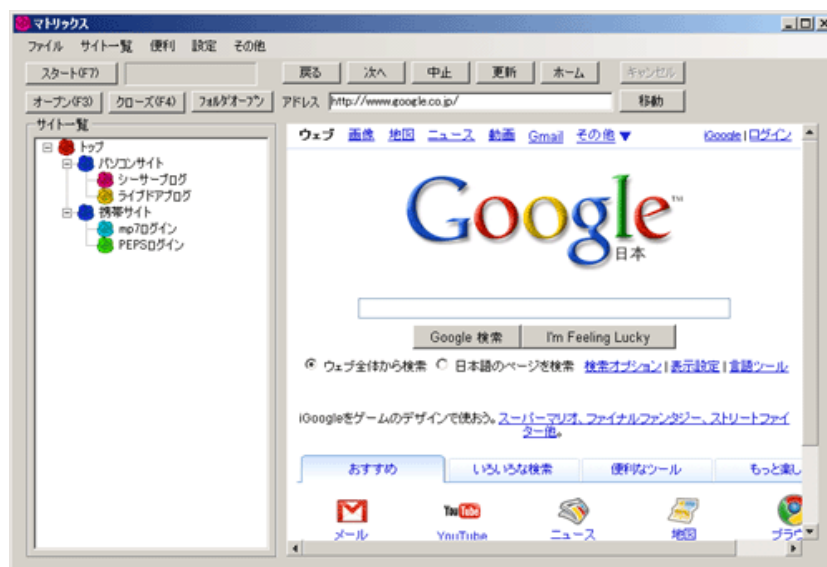 マトリックス
ファイル サイト一覧 便利 設定 その他
スタート(F7) 戻る 次へ 中止 更新 ホーム キャンセル
オープン(F3) クローズ(F4) フォルダオープン アドレス http://www.google.co.jp/ 移動
サイト一覧
トップ
パソコンサイト
シーサーブログ
ライブドアブログ
携帯サイト
mp7ログイン
PEPSログイン
ウェブ 画像 地図 ニュース 動画 Gmail その他 ▼ iGoogle | ログイン
Google™
日本
Google 検索 I'm Feeling Lucky
ウェブ全体から検索 日本語のページを検索 検索オプション | 表示設定 | 言語ツール
iGoogleをゲームのデザインで使おう。スーパーマリオ、ファイナルファンタジー、ストリートファイ
ター他。
おすすめ いろいろな検索 便利なツール もっと楽し
YouTube
メール YouTube ニュース 地図 ブラウ